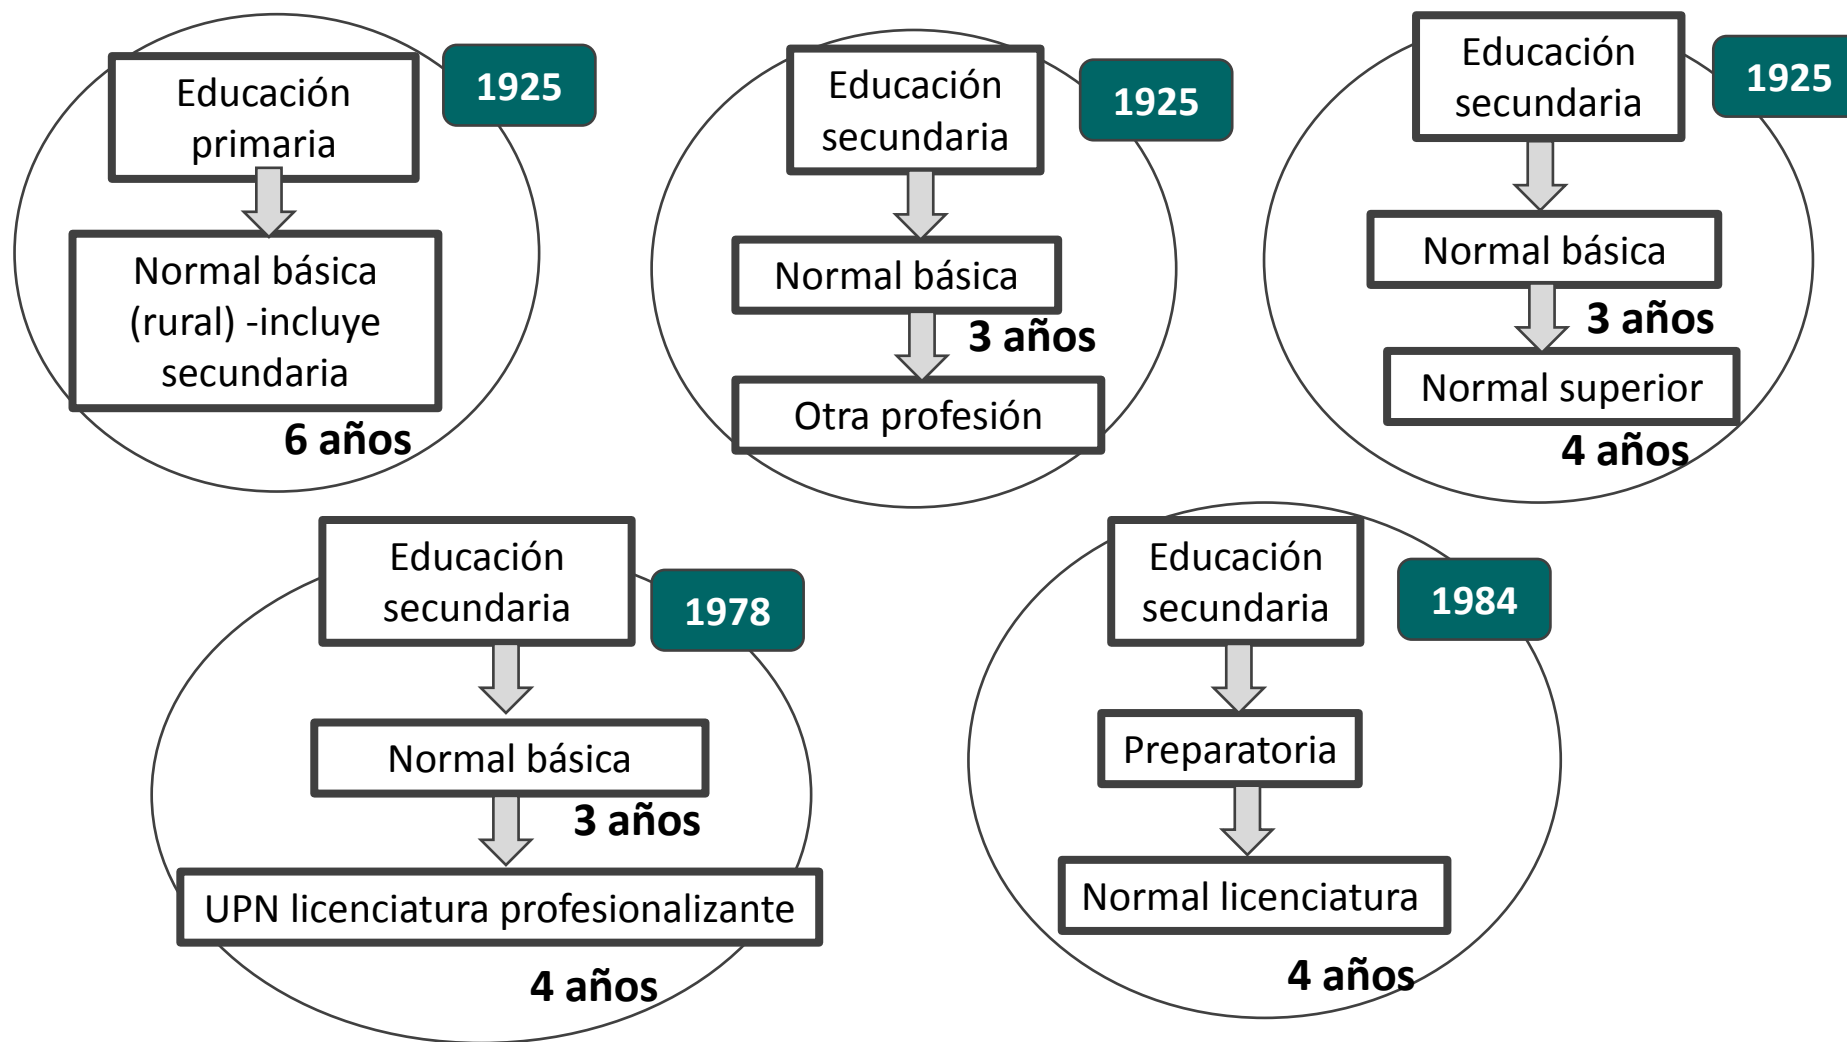 Educación
primaria
1925
Normal básica
(rural) -incluye
secundaria
6 años
Educación
secundaria
1925
Normal básica
3 años
Otra profesión
Educación
secundaria
1925
Normal básica
3 años
Normal superior
4 años
Educación
secundaria
1978
Normal básica
3 años
UPN licenciatura profesionalizante
4 años
Educación
secundaria
1984
Preparatoria
Normal licenciatura
4 años